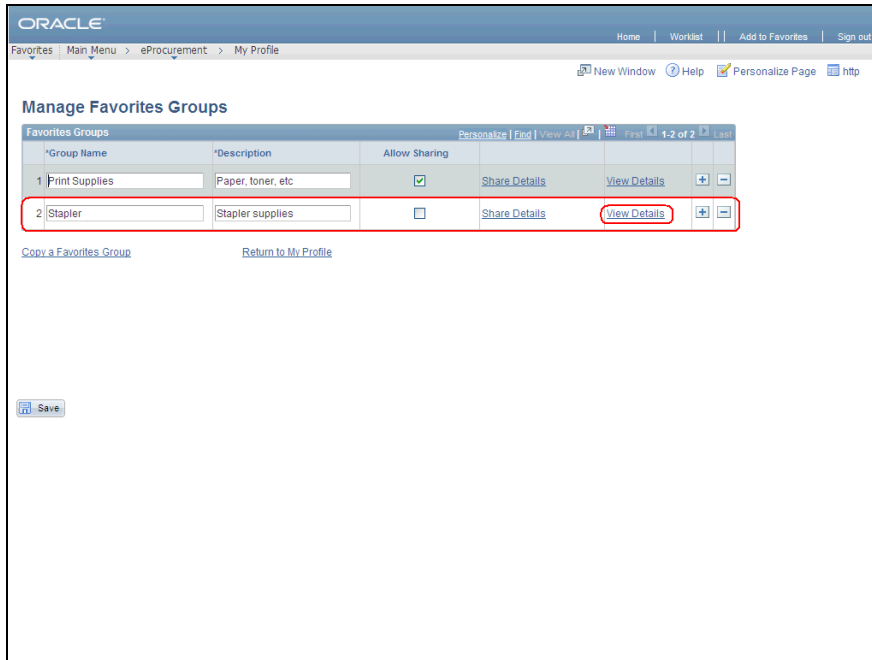 ORACLE
Home | Worklist || Add to Favorites | Sign out
Favorites | Main Menu > eProcurement > My Profile
New Window Help Personalize Page http
Manage Favorites Groups
Favorites Groups Personalize | Find | View All | | First 1-2 of 2 Last
*Group Name *Description Allow Sharing
1 Print Supplies Paper, toner, etc Share Details View Details + -
2 Stapler Stapler supplies Share Details View Details + -
Copy a Favorites Group Return to My Profile
Save